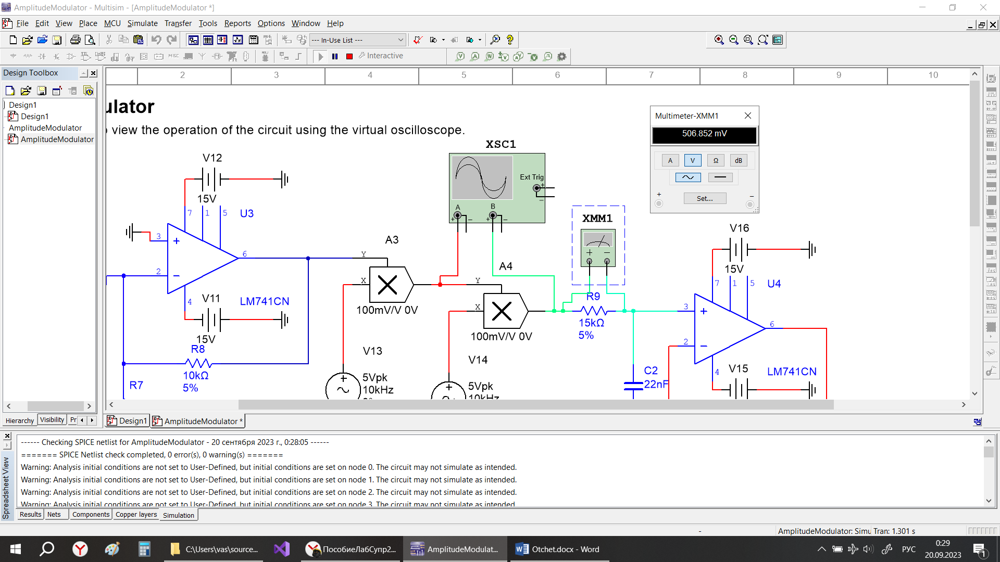 AmplitudeModulator - Multisim - [AmplitudeModulator *]
File Edit View Place MCU Simulate Transfer Tools Reports Options Window Help
--- In-Use List ---
MISC
Interactive
Design Toolbox
Design1
Design1
AmplitudeModulator
AmplitudeModulator
Hierarchy Visibility Pr
2 3 4 5 6 7 8 9 10
ulator
view the operation of the circuit using the virtual oscilloscope.
XSC1
Ext Trig
+
−
A B
+ − + −
Multimeter-XMM1
506.852 mV
A V Ω dB
Set...
+ −
XMM1
+ −
V12
15V
7 1 5 U3
3 +
6
2 −
4
V11
LM741CN
15V
R8
10kΩ
5%
R7
A3
Y
X
100mV/V 0V
A4
Y
X
100mV/V 0V
V13
5Vpk
10kHz
V14
5Vpk
10kHz
R9
15kΩ
5%
V16
15V
7 1 5 U4
3 +
6
2 −
4
V15
LM741CN
C2
22nF
Design1 AmplitudeModulator *
Spreadsheet View
------ Checking SPICE netlist for AmplitudeModulator - 20 сентября 2023 г., 0:28:05 ------
======= SPICE Netlist check completed, 0 error(s), 0 warning(s) =======
Warning: Analysis initial conditions are not set to User-Defined, but initial conditions are set on node 0. The circuit may not simulate as intended.
Warning: Analysis initial conditions are not set to User-Defined, but initial conditions are set on node 1. The circuit may not simulate as intended.
Warning: Analysis initial conditions are not set to User-Defined, but initial conditions are set on node 2. The circuit may not simulate as intended.
Warning: Analysis initial conditions are not set to User-Defined, but initial conditions are set on node 3. The circuit may not simulate as intended.
Results Nets Components Copper layers Simulation
- AmplitudeModulator: Simu Tran: 1.301 s
C:\Users\vas\source... ПособиеЛабСупр2... AmplitudeModulat... Otchet.docx - Word
РУС
0:29
20.09.2023
1